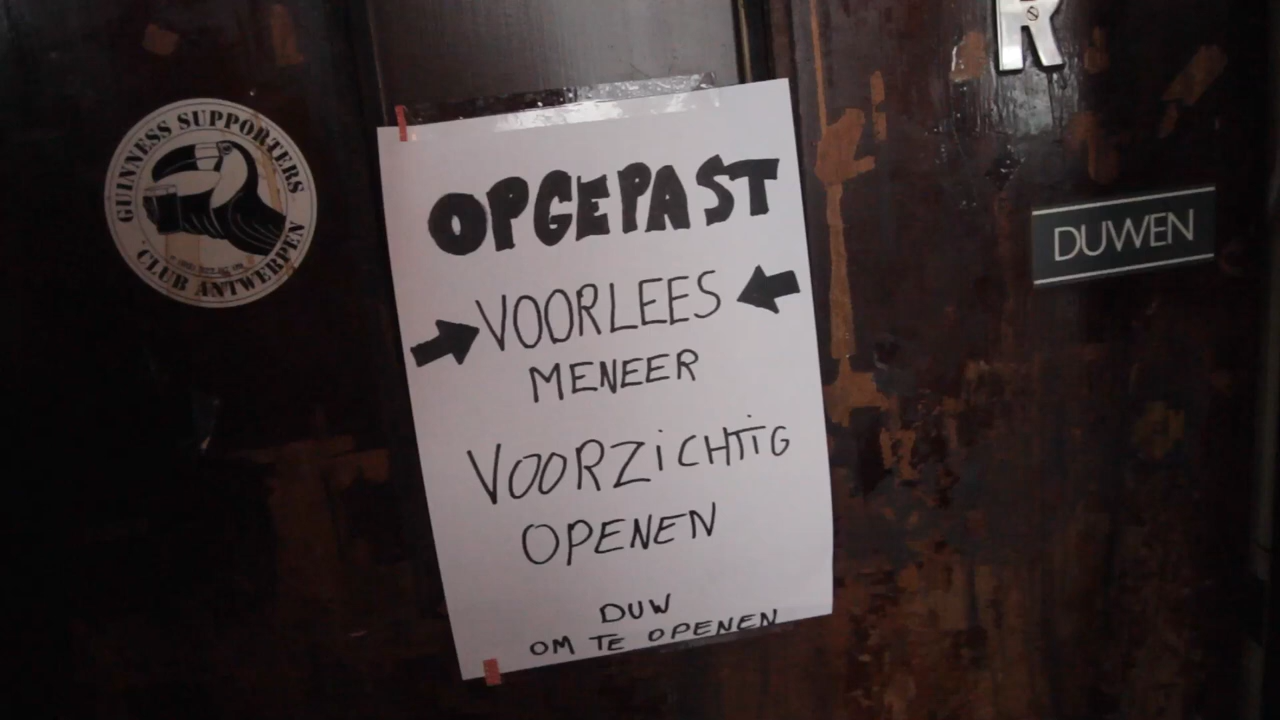 GUINNESS SUPPORTERS
CLUB ANTWERPEN
OPGEPAST
VOORLEES
MENEER
VOORZiCHTiG
OPENEN
DUW
OM TE OPENEN
R
DUWEN